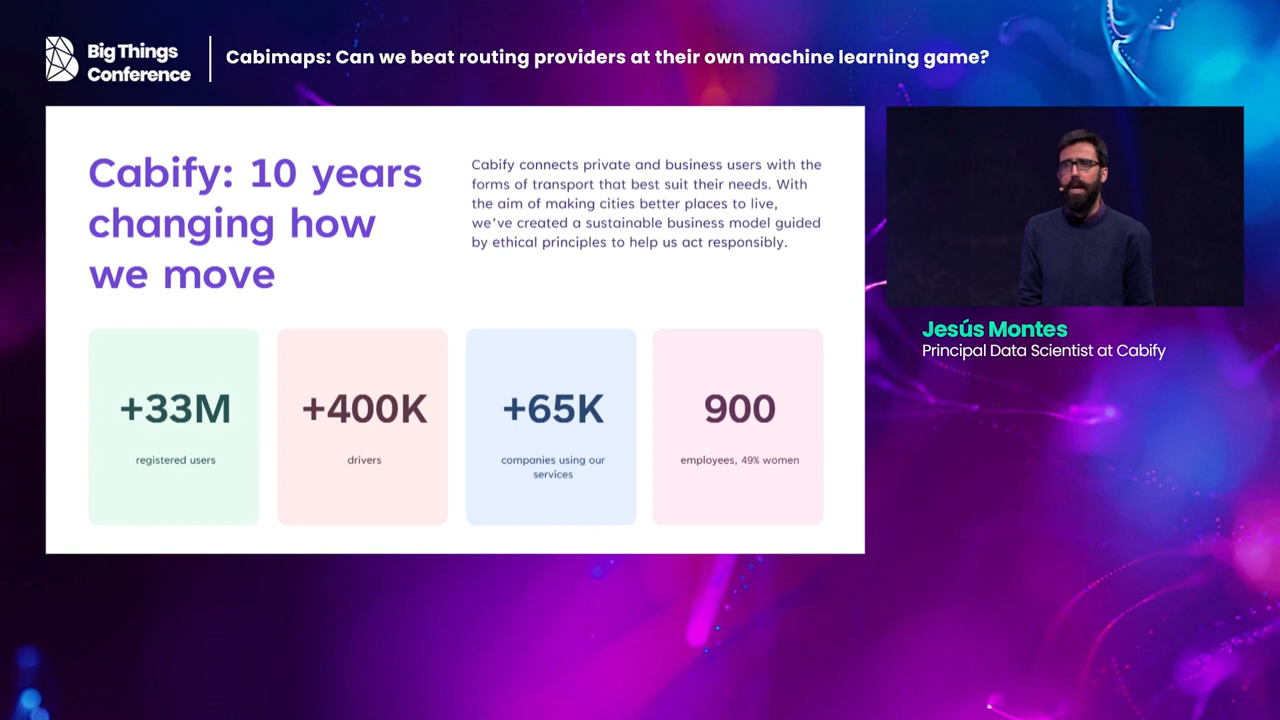 Big Things
Conference
Cabimaps: Can we beat routing providers at their own machine learning game?
Cabify: 10 years
changing how
we move
Cabify connects private and business users with the
forms of transport that best suit their needs. With
the aim of making cities better places to live,
we've created a sustainable business model guided
by ethical principles to help us act responsibly.
+33M
registered users
+400K
drivers
+65K
companies using our
services
900
employees, 49% women
Jesús Montes
Principal Data Scientist at Cabify